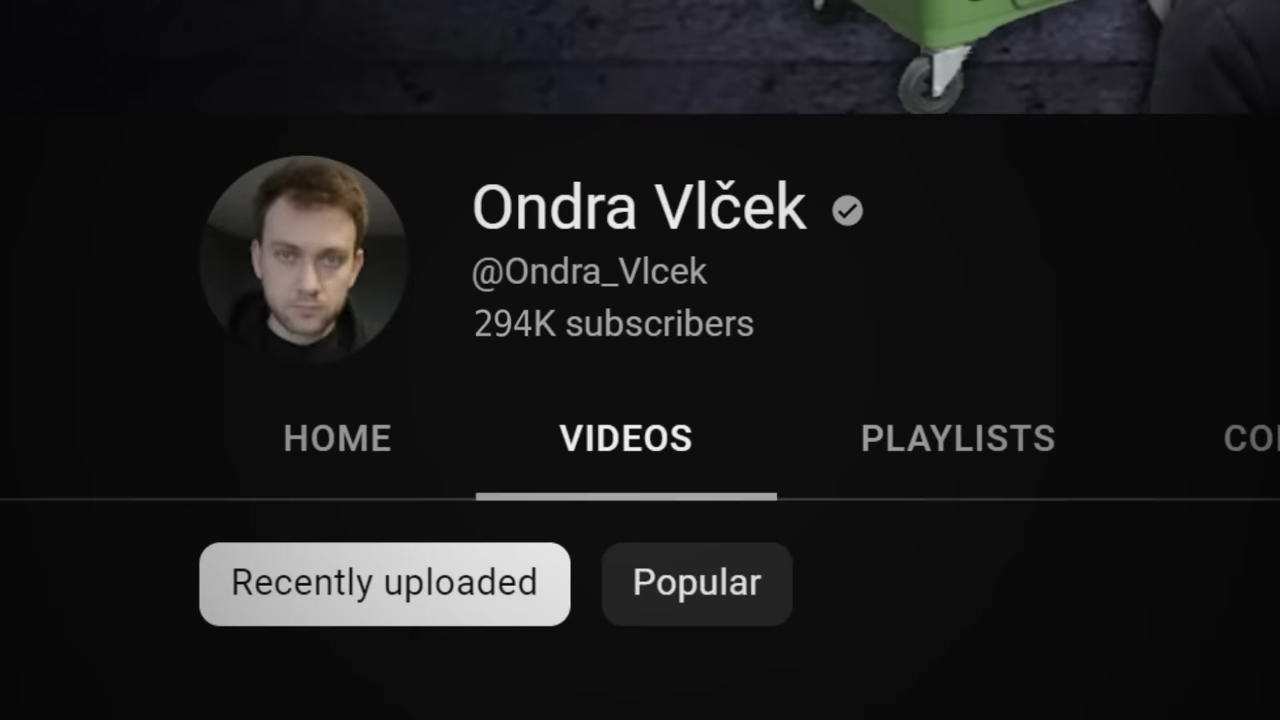 Ondra Vlček
@Ondra_Vlcek
294K subscribers
HOME VIDEOS PLAYLISTS
Recently uploaded Popular